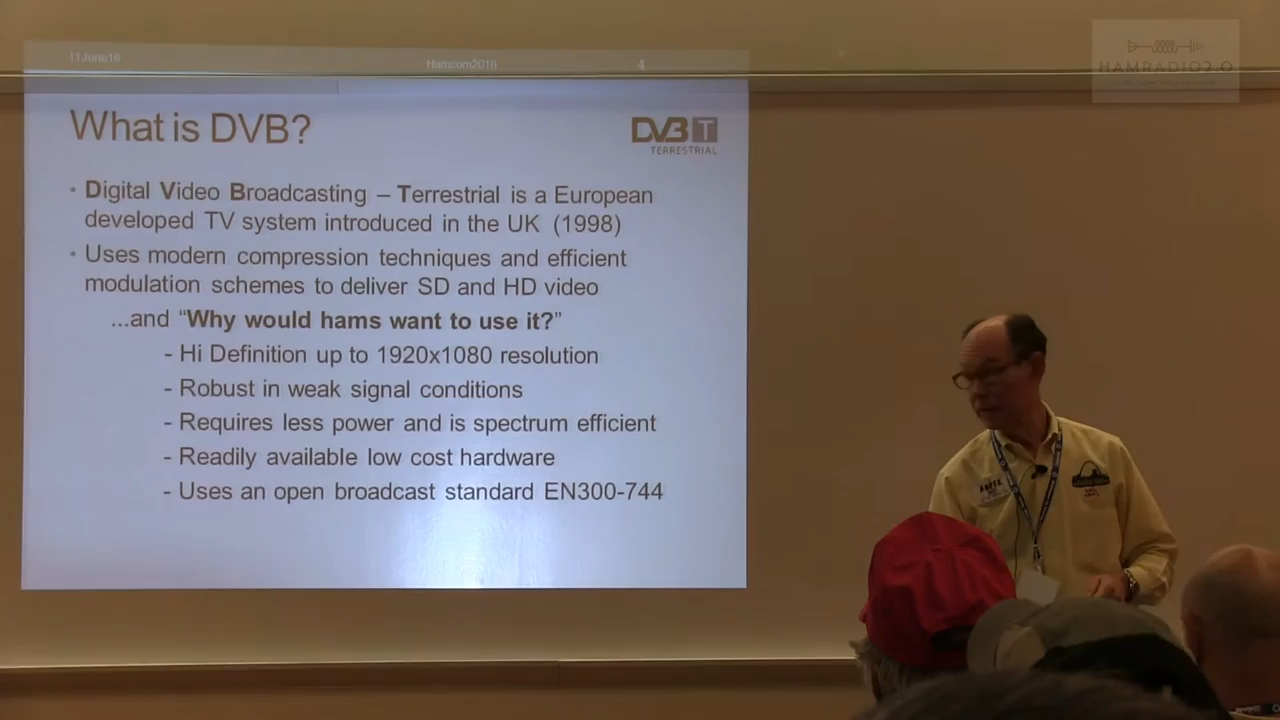 11June16
Hamcom2016
4
HAMRADIO2.0
What is DVB?
DVB T
TERRESTRIAL
• Digital Video Broadcasting – Terrestrial is a European
developed TV system introduced in the UK (1998)
• Uses modern compression techniques and efficient
modulation schemes to deliver SD and HD video
...and “Why would hams want to use it?”
- Hi Definition up to 1920x1080 resolution
- Robust in weak signal conditions
- Requires less power and is spectrum efficient
- Readily available low cost hardware
- Uses an open broadcast standard EN300-744